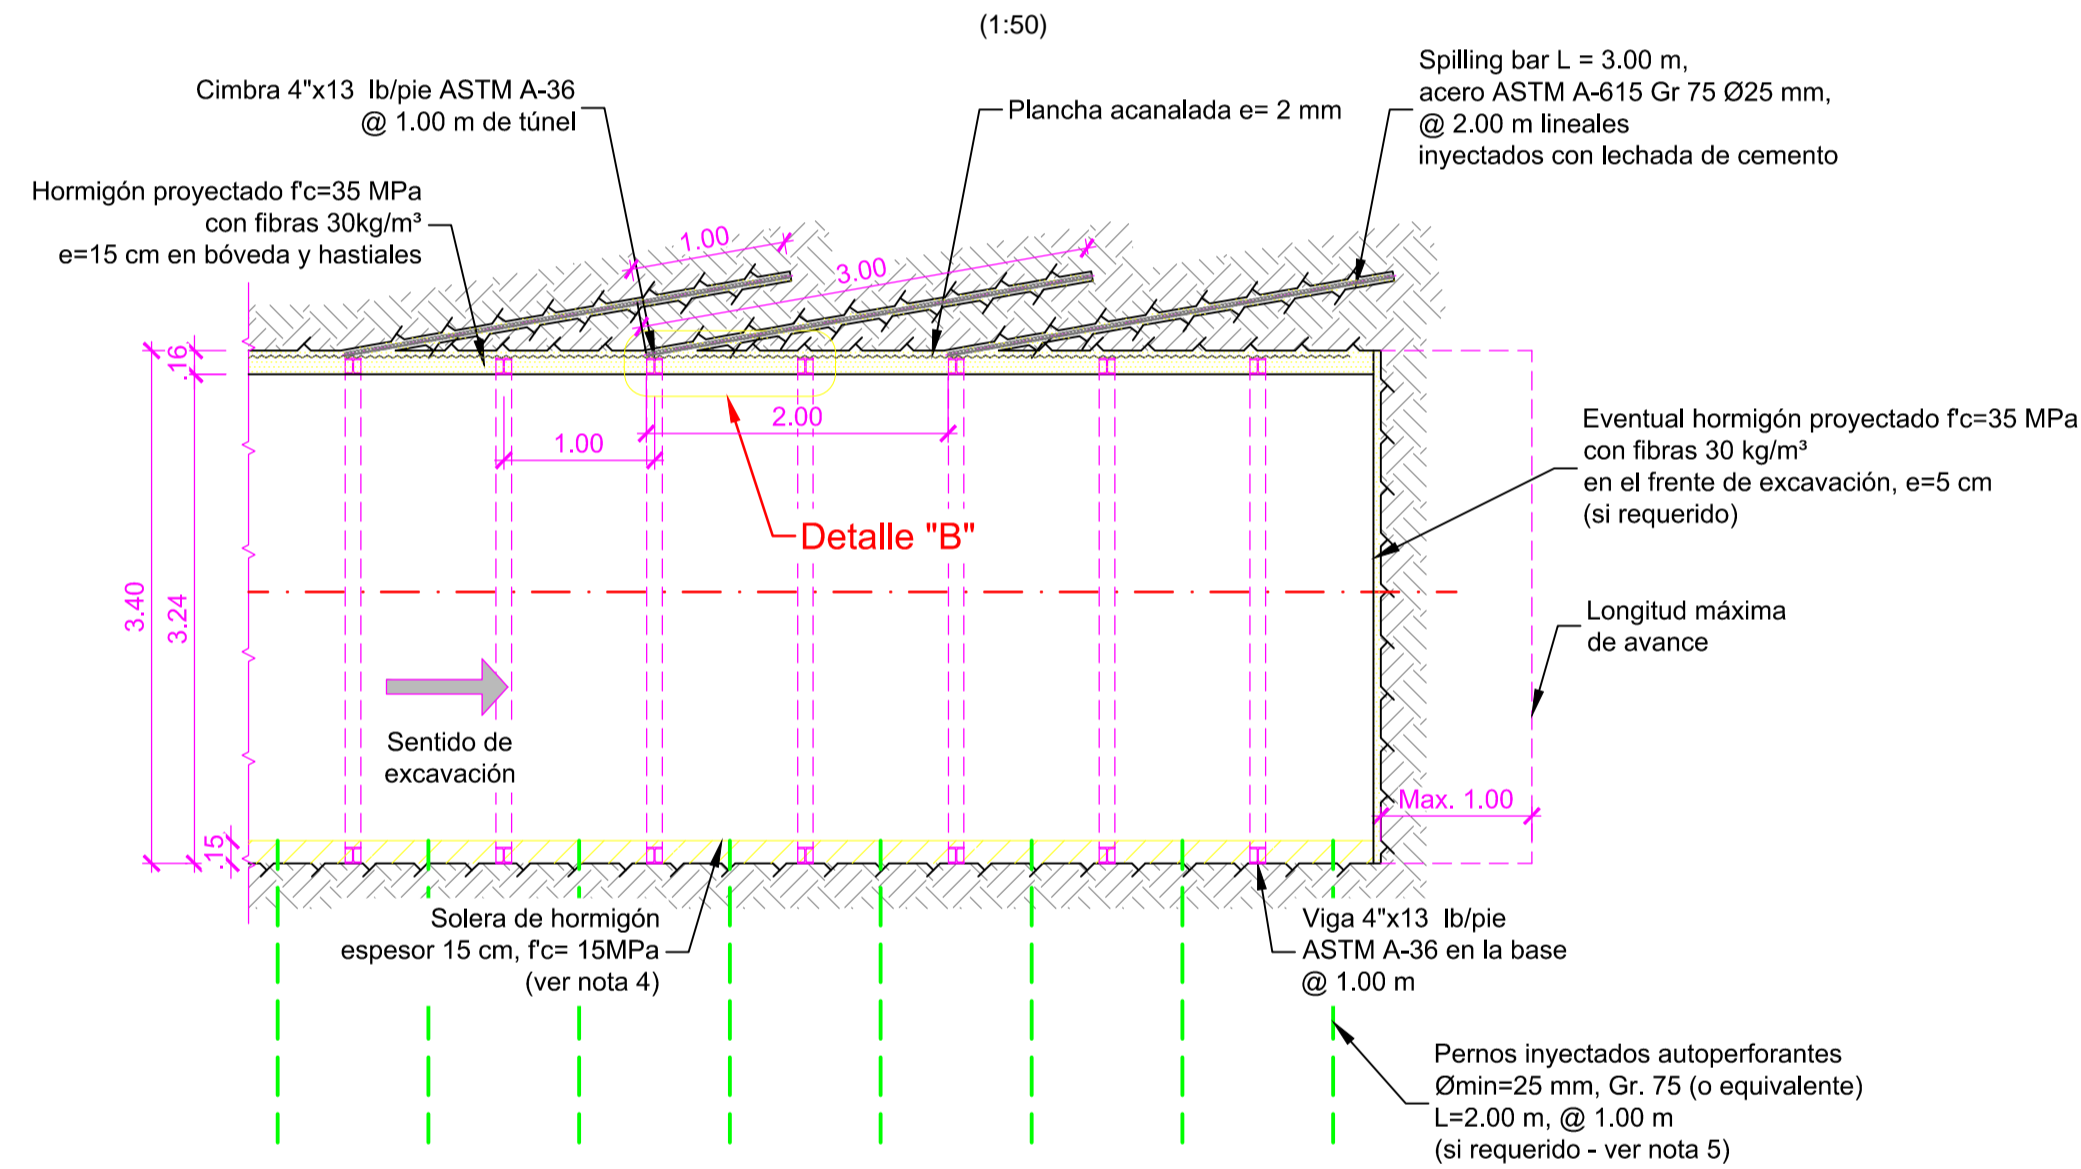 (1:50)
Cimbra 4"x13 lb/pie ASTM A-36
@ 1.00 m de túnel
Plancha acanalada e= 2 mm
Spilling bar L = 3.00 m,
acero ASTM A-615 Gr 75 Ø25 mm,
@ 2.00 m lineales
inyectados con lechada de cemento
Hormigón proyectado f'c=35 MPa
con fibras 30kg/m³
e=15 cm en bóveda y hastiales
1.00
3.00
.16
2.00
1.00
Detalle "B"
Eventual hormigón proyectado f'c=35 MPa
con fibras 30 kg/m³
en el frente de excavación, e=5 cm
(si requerido)
3.40
3.24
Longitud máxima
de avance
Sentido de
excavación
Max. 1.00
.15
Solera de hormigón
espesor 15 cm, f'c= 15MPa
(ver nota 4)
Viga 4"x13 lb/pie
ASTM A-36 en la base
@ 1.00 m
Pernos inyectados autoperforantes
Ømin=25 mm, Gr. 75 (o equivalente)
L=2.00 m, @ 1.00 m
(si requerido - ver nota 5)